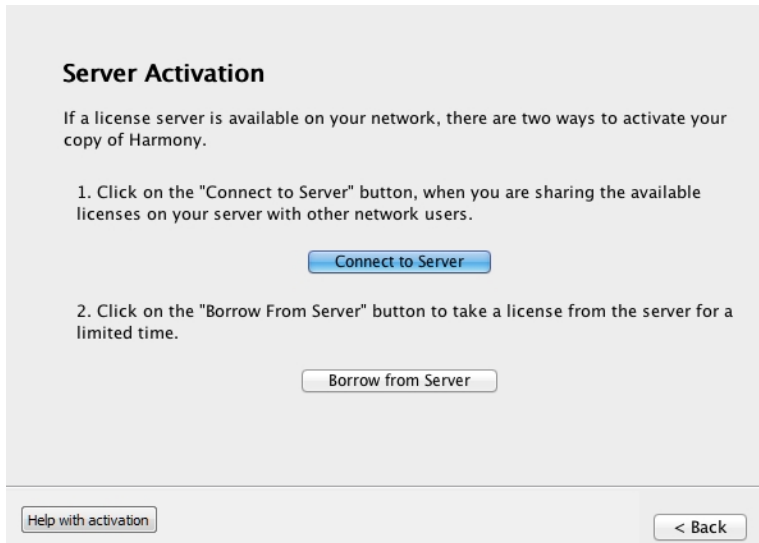 Server Activation
If a license server is available on your network, there are two ways to activate your
copy of Harmony.
1. Click on the "Connect to Server" button, when you are sharing the available
licenses on your server with other network users.
Connect to Server
2. Click on the "Borrow From Server" button to take a license from the server for a
limited time.
Borrow from Server
Help with activation
< Back